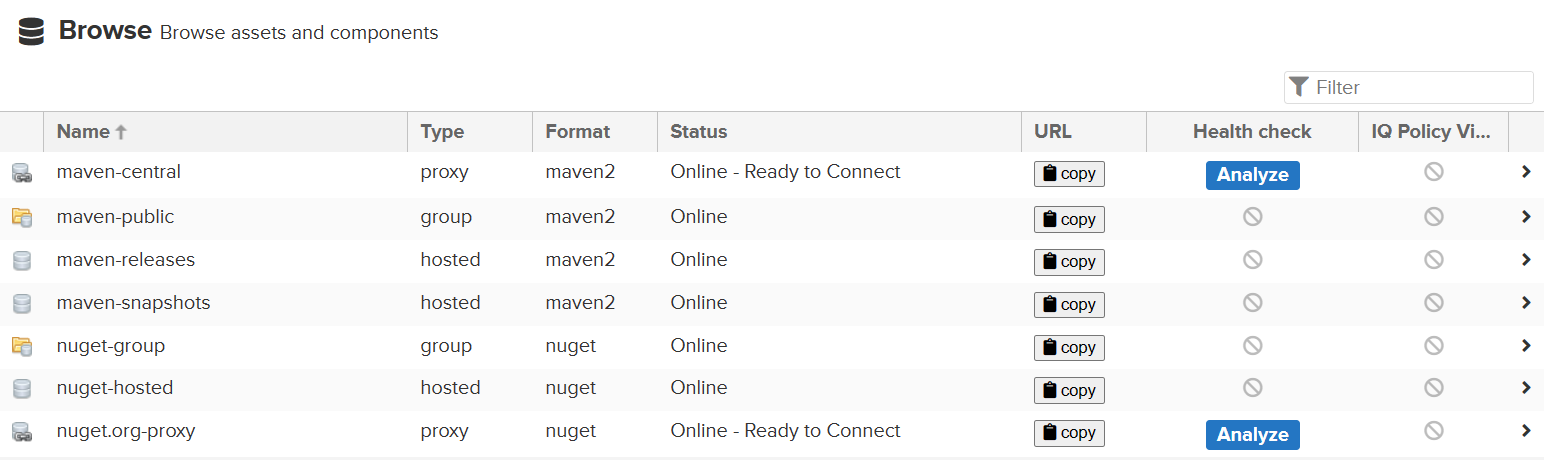 Browse Browse assets and components
Filter
Name Type Format Status URL Health check IQ Policy Vi...
maven-central proxy maven2 Online - Ready to Connect copy Analyze
maven-public group maven2 Online copy
maven-releases hosted maven2 Online copy
maven-snapshots hosted maven2 Online copy
nuget-group group nuget Online copy
nuget-hosted hosted nuget Online copy
nuget.org-proxy proxy nuget Online - Ready to Connect copy Analyze